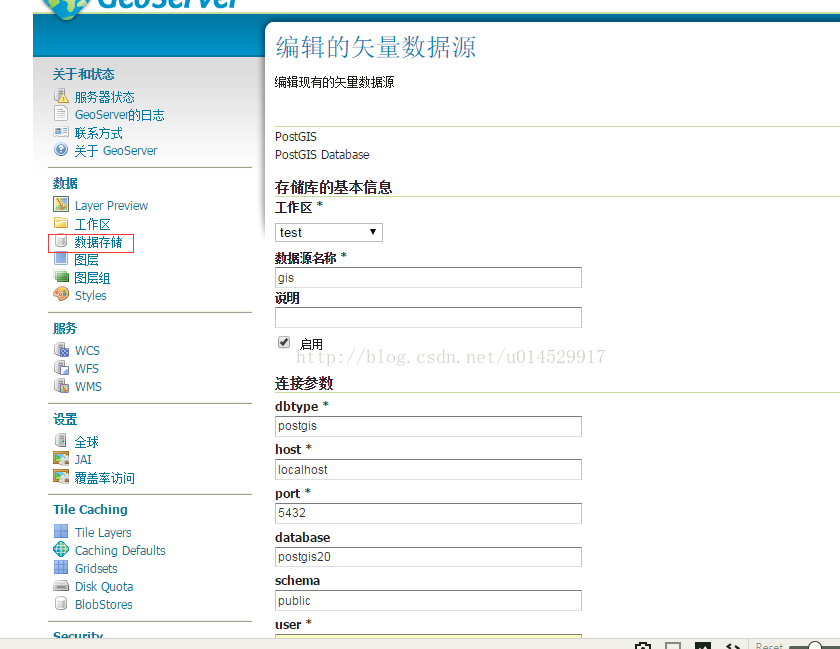 GeoServer
关于和状态
服务器状态
GeoServer的日志
联系方式
关于 GeoServer
数据
Layer Preview
工作区
数据存储
图层
图层组
Styles
服务
WCS
WFS
WMS
设置
全球
JAI
覆盖率访问
Tile Caching
Tile Layers
Caching Defaults
Gridsets
Disk Quota
BlobStores
Security
编辑的矢量数据源
编辑现有的矢量数据源
PostGIS
PostGIS Database
存储库的基本信息
工作区 *
test
数据源名称 *
gis
说明
启用
http://blog.csdn.net/u014529917
连接参数
dbtype *
postgis
host *
localhost
port *
5432
database
postgis20
schema
public
user *
Reset